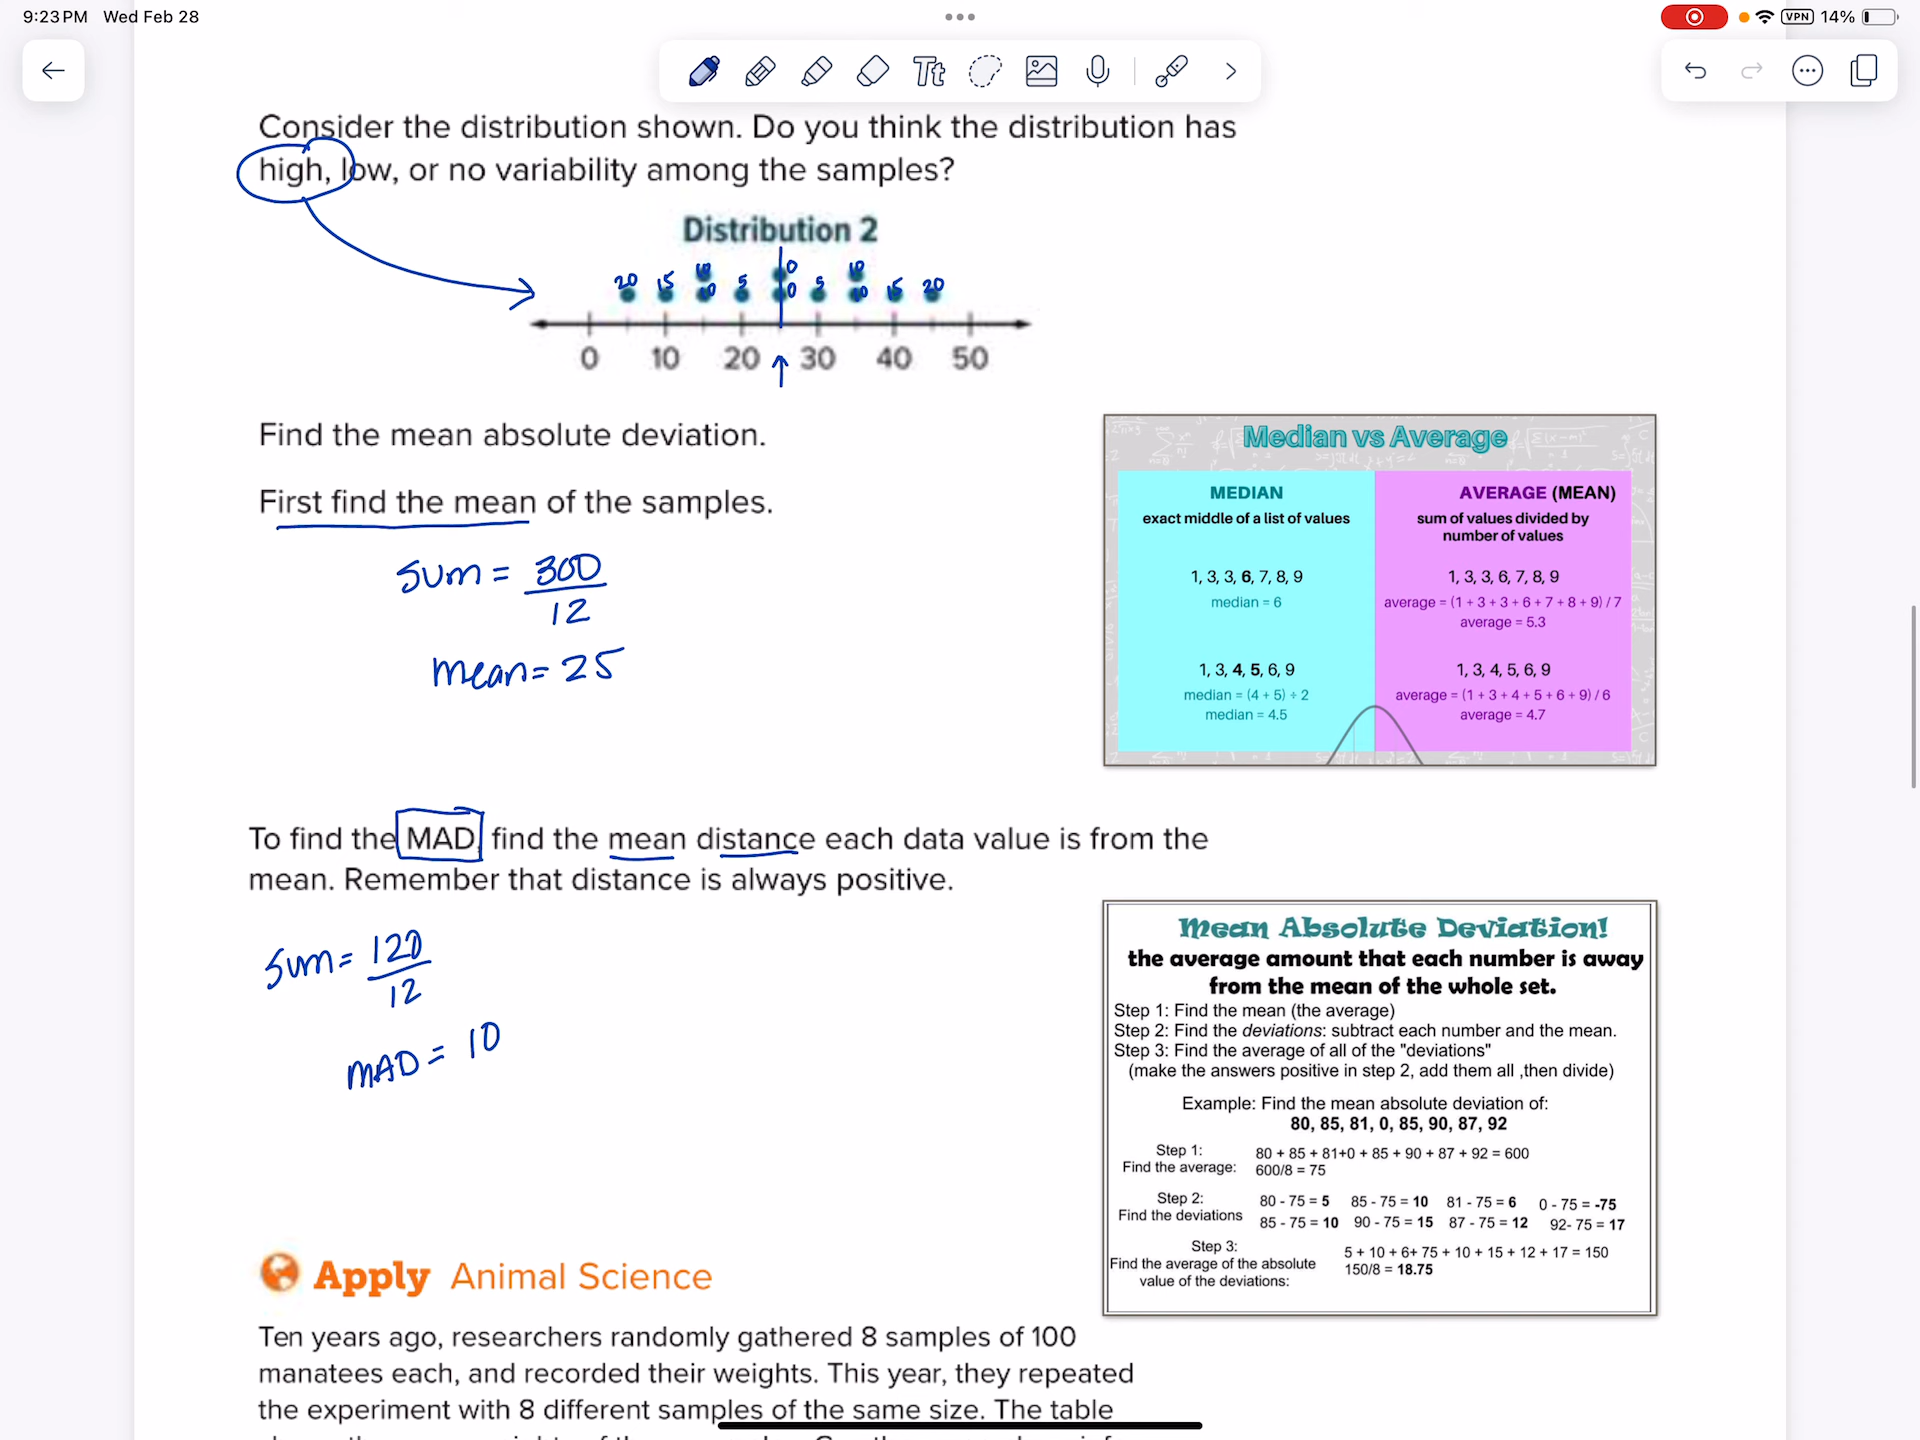 9:23 PM Wed Feb 28
VPN 14%
Tt
Consider the distribution shown. Do you think the distribution has
high, low, or no variability among the samples?
Distribution 2
20 15 10 10 5 0 0 5 10 10 15 20
0 10 20 30 40 50
Find the mean absolute deviation.
First find the mean of the samples.
sum = 300
12
mean = 25
Median vs Average
MEDIAN
exact middle of a list of values
1, 3, 3, 6, 7, 8, 9
median = 6
1, 3, 4, 5, 6, 9
median = (4 + 5) ÷ 2
median = 4.5
AVERAGE (MEAN)
sum of values divided by
number of values
1, 3, 3, 6, 7, 8, 9
average = (1 + 3 + 3 + 6 + 7 + 8 + 9) / 7
average = 5.3
1, 3, 4, 5, 6, 9
average = (1 + 3 + 4 + 5 + 6 + 9) / 6
average = 4.7
To find the MAD, find the mean distance each data value is from the
mean. Remember that distance is always positive.
sum = 120
12
MAD = 10
Mean Absolute Deviation!
the average amount that each number is away
from the mean of the whole set.
Step 1: Find the mean (the average)
Step 2: Find the deviations: subtract each number and the mean.
Step 3: Find the average of all of the "deviations"
(make the answers positive in step 2, add them all ,then divide)
Example: Find the mean absolute deviation of:
80, 85, 81, 0, 85, 90, 87, 92
Step 1:
Find the average:
80 + 85 + 81+0 + 85 + 90 + 87 + 92 = 600
600/8 = 75
Step 2:
Find the deviations
80 - 75 = 5 85 - 75 = 10 81 - 75 = 6 0 - 75 = -75
85 - 75 = 10 90 - 75 = 15 87 - 75 = 12 92- 75 = 17
Step 3:
Find the average of the absolute
value of the deviations:
5 + 10 + 6+ 75 + 10 + 15 + 12 + 17 = 150
150/8 = 18.75
Apply Animal Science
Ten years ago, researchers randomly gathered 8 samples of 100
manatees each, and recorded their weights. This year, they repeated
the experiment with 8 different samples of the same size. The table